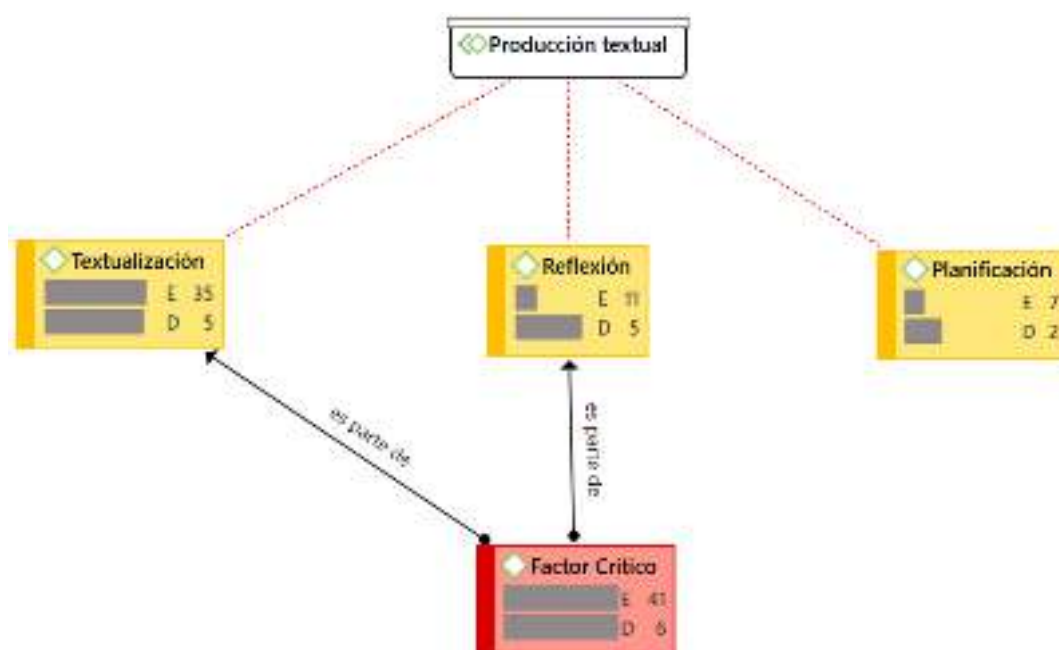 Producción textual
Textualización
E 35
D 5
Reflexión
E 11
D 5
Planificación
E 7
D 2
es parte de
es parte de
Factor Critico
E 41
D 6